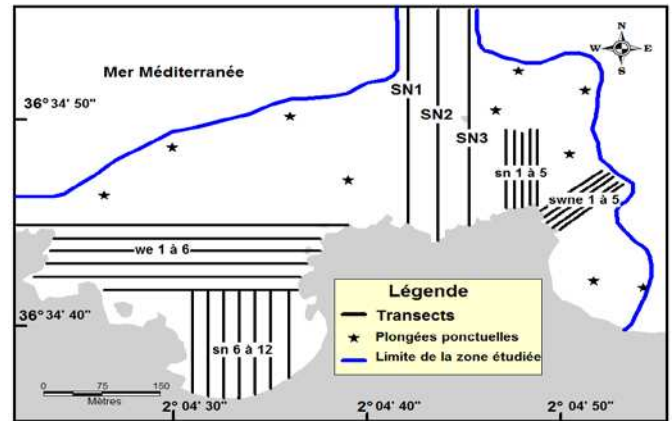 N
W E
S
Mer Méditerranée
SN1
36° 34' 50''
SN2
SN3
sn 1 à 5
swne 1 à 5
we 1 à 6
Légende
Transects
Plongées ponctuelles
Limite de la zone étudiée
36° 34' 40''
sn 6 à 12
0 75 150
Mètres
2° 04' 30'' 2° 04' 40'' 2° 04' 50''